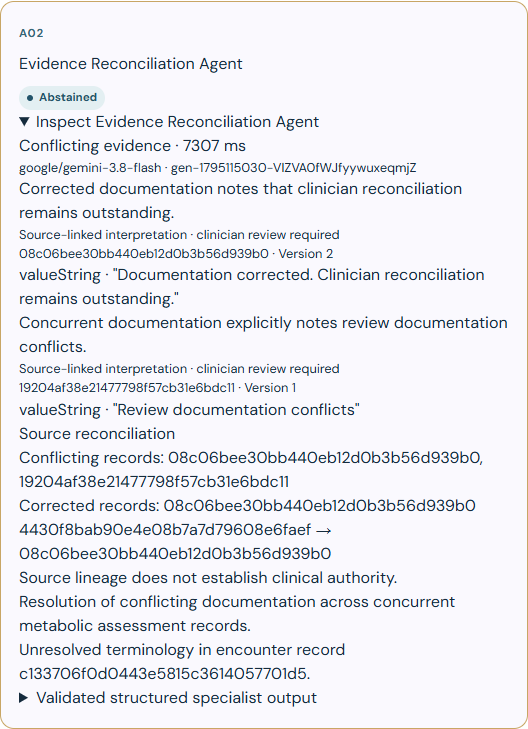 A02
Evidence Reconciliation Agent
Abstained
▼ Inspect Evidence Reconciliation Agent
Conflicting evidence · 7307 ms
google/gemini-3.8-flash · gen-1795115030-VIZVA0fWJfyywuxeqmjZ
Corrected documentation notes that clinician reconciliation
remains outstanding.
Source-linked interpretation · clinician review required
08c06bee30bb440eb12d0b3b56d939b0 · Version 2
valueString · "Documentation corrected. Clinician reconciliation
remains outstanding."
Concurrent documentation explicitly notes review documentation
conflicts.
Source-linked interpretation · clinician review required
19204af38e21477798f57cb31e6bdc11 · Version 1
valueString · "Review documentation conflicts"
Source reconciliation
Conflicting records: 08c06bee30bb440eb12d0b3b56d939b0,
19204af38e21477798f57cb31e6bdc11
Corrected records: 08c06bee30bb440eb12d0b3b56d939b0
4430f8bab90e4e08b7a7d79608e6faef →
08c06bee30bb440eb12d0b3b56d939b0
Source lineage does not establish clinical authority.
Resolution of conflicting documentation across concurrent
metabolic assessment records.
Unresolved terminology in encounter record
c133706f0d0443e5815c3614057701d5.
▶ Validated structured specialist output